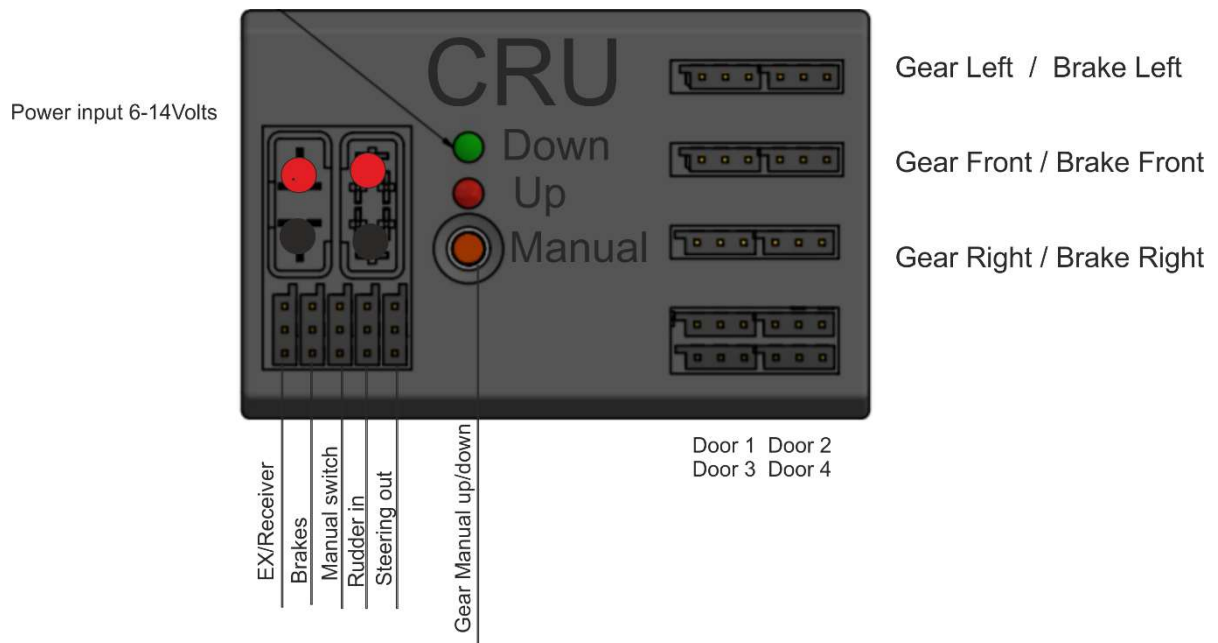 CRU
Gear Left / Brake Left
Power input 6-14Volts
Down
Gear Front / Brake Front
Up
Manual
Gear Right / Brake Right
Door 1 Door 2
Door 3 Door 4
EX/Receiver
Brakes
Manual switch
Rudder in
Steering out
Gear Manual up/down